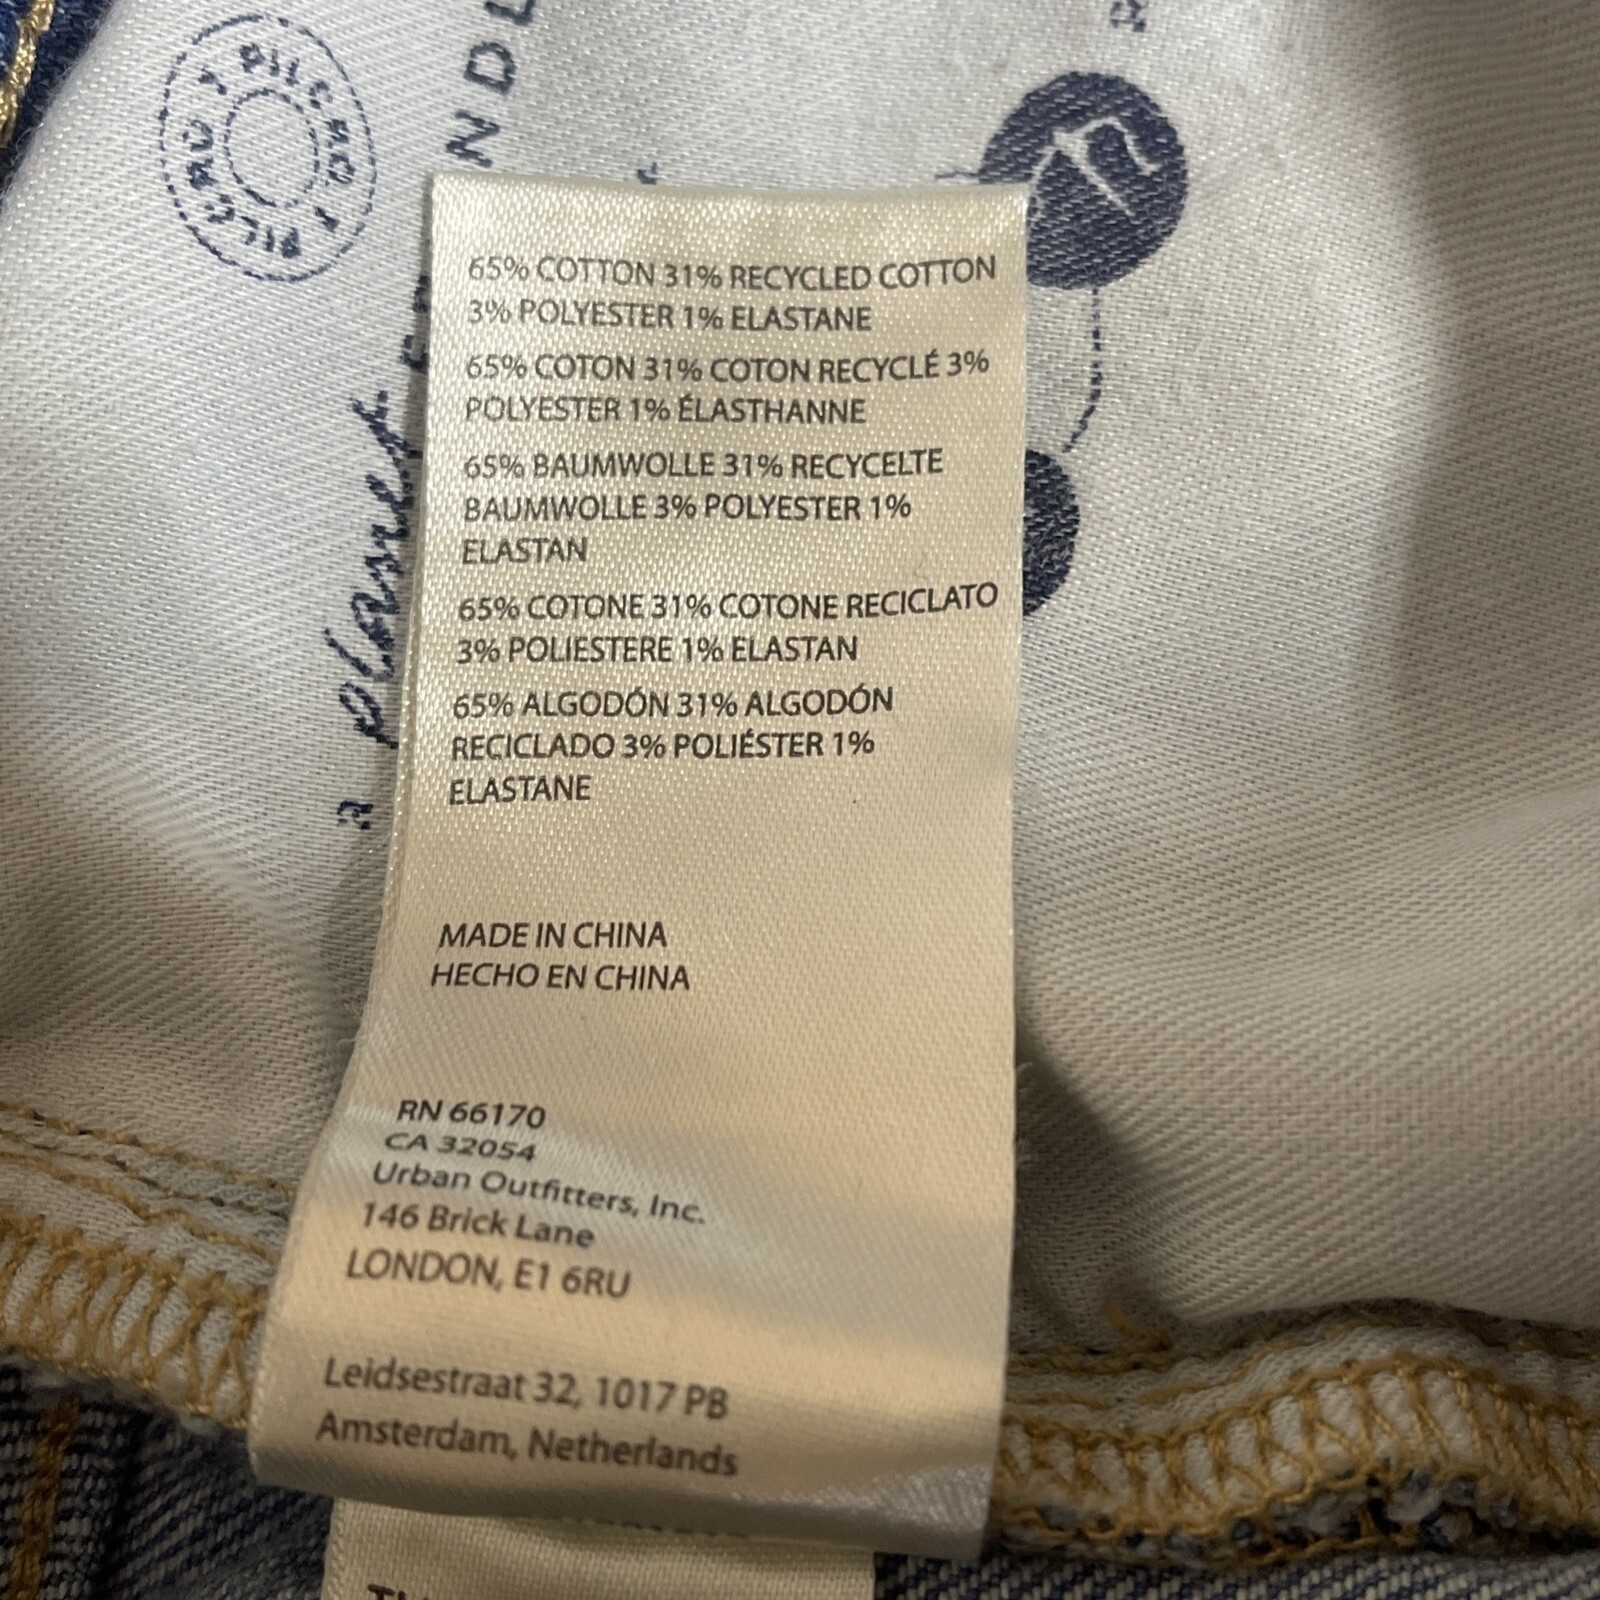 PILCRO
PILCRO
65% COTTON 31% RECYCLED COTTON
3% POLYESTER 1% ELASTANE
65% COTON 31% COTON RECYCLÉ 3%
POLYESTER 1% ÉLASTHANNE
65% BAUMWOLLE 31% RECYCELTE
BAUMWOLLE 3% POLYESTER 1%
ELASTAN
65% COTONE 31% COTONE RECICLATO
3% POLIESTERE 1% ELASTAN
65% ALGODÓN 31% ALGODÓN
RECICLADO 3% POLIÉSTER 1%
ELASTANE
planet
MADE IN CHINA
HECHO EN CHINA
RN 66170
CA 32054
Urban Outfitters, Inc.
146 Brick Lane
LONDON, E1 6RU
Leidsestraat 32, 1017 PB
Amsterdam, Netherlands